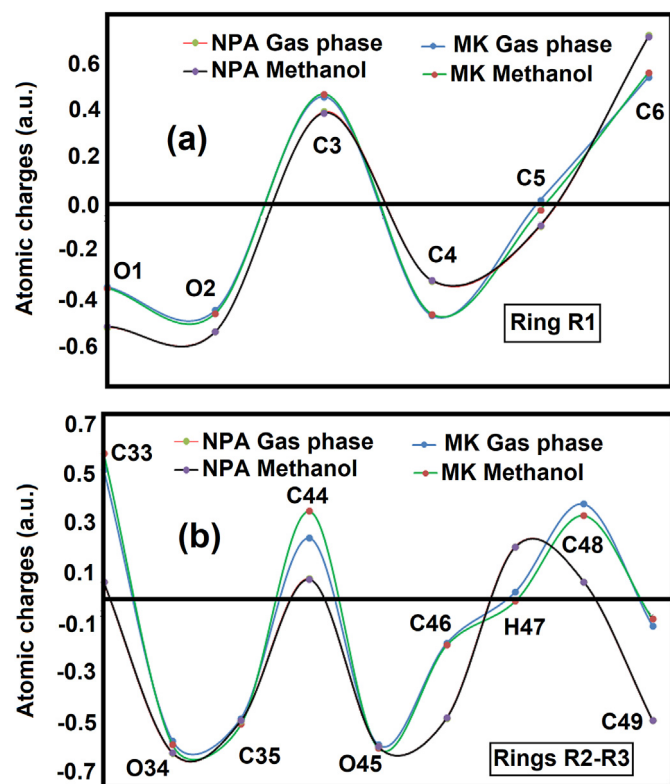 NPA Gas phase
MK Gas phase
NPA Methanol
MK Methanol
Atomic charges (a.u.)
0.6
0.4
0.2
0.0
-0.2
-0.4
-0.6
(a)
O1
O2
C3
C4
C5
C6
Ring R1
NPA Gas phase
MK Gas phase
NPA Methanol
MK Methanol
Atomic charges (a.u.)
0.7
0.5
0.3
0.1
-0.1
-0.3
-0.5
-0.7
(b)
C33
O34
C35
C44
O45
C46
H47
C48
C49
Rings R2-R3